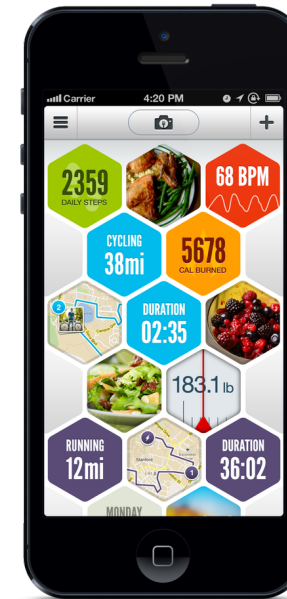 Carrier 4:20 PM
2359
DAILY STEPS
68 BPM
CYCLING
38mi
5678
CAL BURNED
2
DURATION
02:35
183.1 lb
RUNNING
12mi
Stanford
1
DURATION
36:02
MONDAY